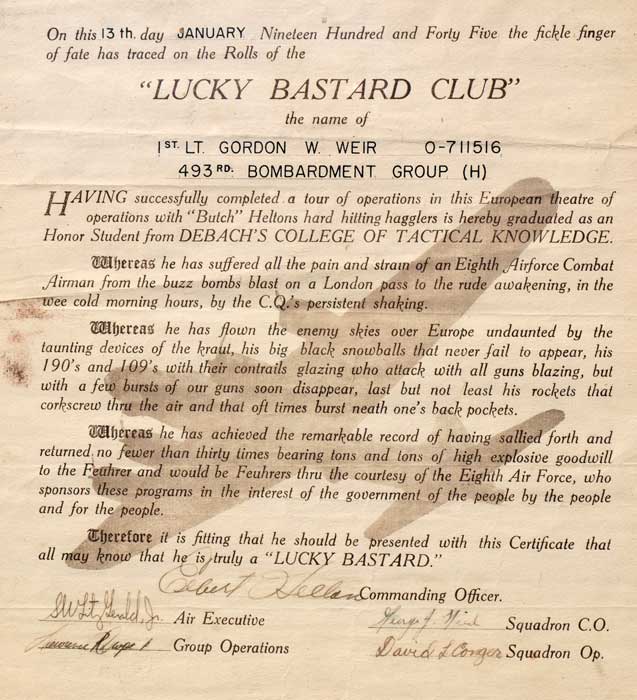 On this 13th. day JANUARY Nineteen Hundred and Forty Five the fickle finger
of fate has traced on the Rolls of the
"LUCKY BASTARD CLUB"
the name of
1ST. LT. GORDON W. WEIR O-711516
493RD. BOMBARDMENT GROUP (H)
HAVING successfully completed a tour of operations in this European theatre of
operations with "Butch" Heltons hard hitting hagglers is hereby graduated as an
Honor Student from DEBACH'S COLLEGE OF TACTICAL KNOWLEDGE.
Whereas he has suffered all the pain and strain of an Eighth Airforce Combat
Airman from the buzz bombs blast on a London pass to the rude awakening, in the
wee cold morning hours, by the C.Q.'s persistent shaking.
Whereas he has flown the enemy skies over Europe undaunted by the
taunting devices of the kraut, his big black snowballs that never fail to appear, his
190's and 109's with their contrails glazing who attack with all guns blazing, but
with a few bursts of our guns soon disappear, last but not least his rockets that
corkscrew thru the air and that oft times burst neath one's back pockets.
Whereas he has achieved the remarkable record of having sallied forth and
returned no fewer than thirty times bearing tons and tons of high explosive goodwill
to the Feuhrer and would be Feuhrers thru the courtesy of the Eighth Air Force, who
sponsors these programs in the interest of the government of the people by the people
and for the people.
Therefore it is fitting that he should be presented with this Certificate that
all may know that he is truly a "LUCKY BASTARD."
Elbert Helton Commanding Officer.
Air Executive Squadron C.O.
Group Operations David L Conger Squadron Op.